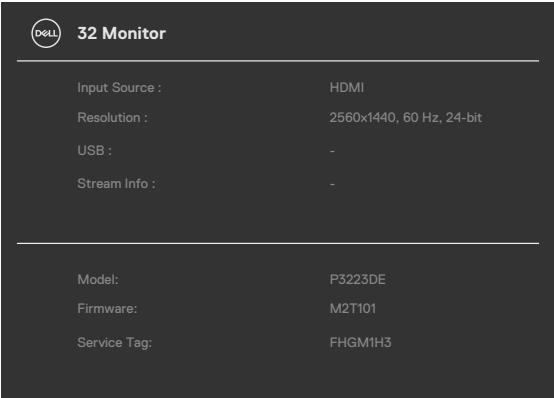 DELL 32 Monitor
Input Source : HDMI
Resolution : 2560x1440, 60 Hz, 24-bit
USB : -
Stream Info : -
Model: P3223DE
Firmware: M2T101
Service Tag: FHGM1H3